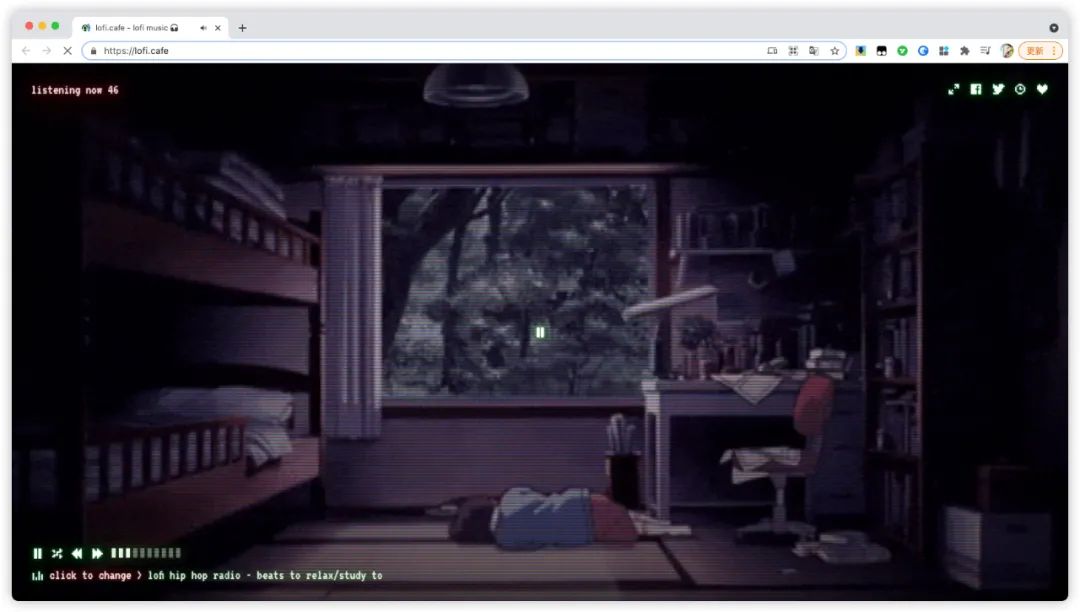 lofi.cafe - lofi music🎧
https://lofi.cafe
更新
listening now 46
click to change > lofi hip hop radio - beats to relax/study to